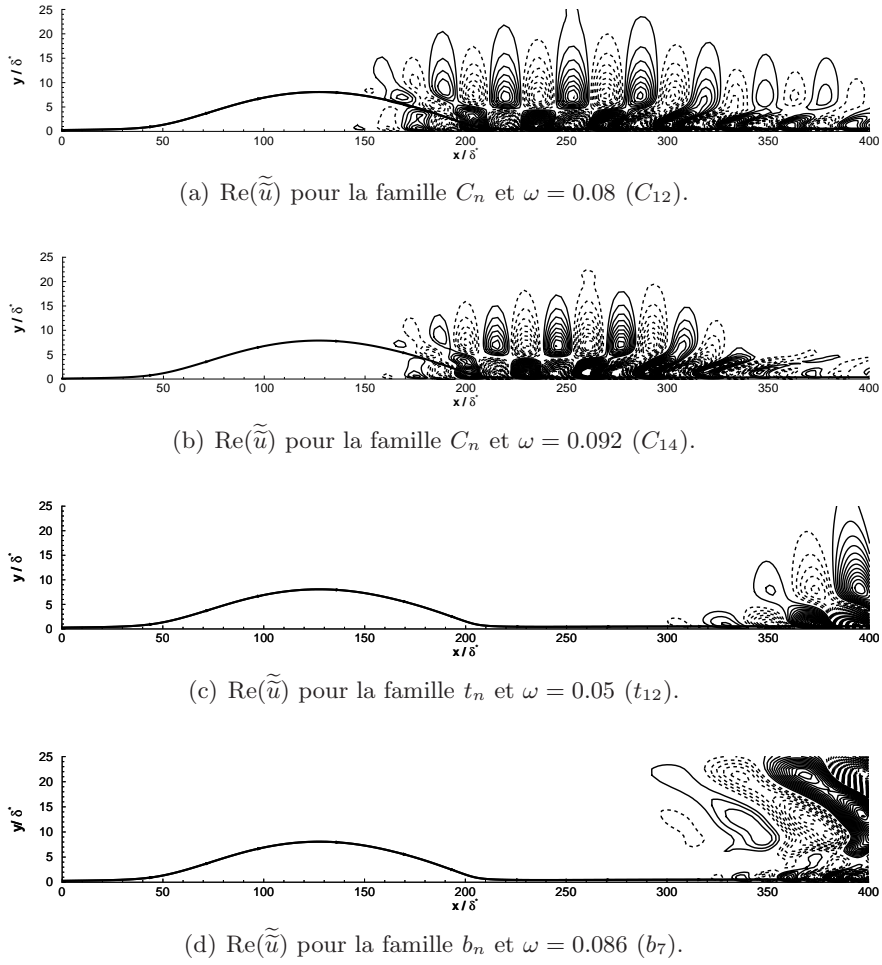 25
20
15
10
5
0
y / δ*
0 50 100 150 200 250 300 350 400
x / δ*
(a) Re(ũ̃) pour la famille Cₙ et ω = 0.08 (C₁₂).
25
20
15
10
5
0
y / δ*
0 50 100 150 200 250 300 350 400
x / δ*
(b) Re(ũ̃) pour la famille Cₙ et ω = 0.092 (C₁₄).
25
20
15
10
5
0
y / δ*
0 50 100 150 200 250 300 350 400
x / δ*
(c) Re(ũ̃) pour la famille tₙ et ω = 0.05 (t₁₂).
25
20
15
10
5
0
y/ δ*
0 50 100 150 200 250 300 350 400
x / δ*
(d) Re(ũ̃) pour la famille bₙ et ω = 0.086 (b₇).